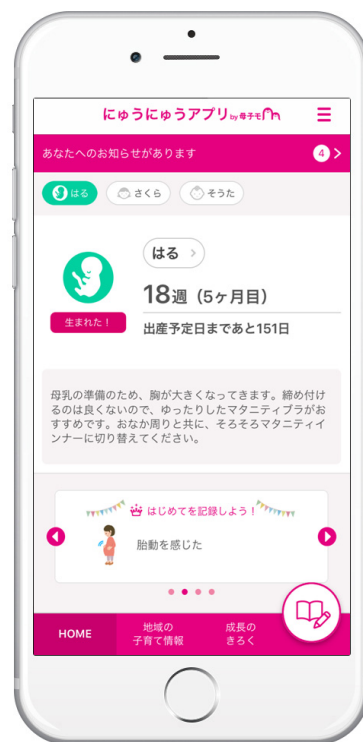 にゅうにゅうアプリ by 母子モ
あなたへのお知らせがあります 4
はる さくら そうた
はる
18週（5ヶ月目）
生まれた！
出産予定日まであと151日
母乳の準備のため、胸が大きくなってきます。締め付け
るのは良くないので、ゆったりしたマタニティブラがお
すすめです。おなか周りと共に、そろそろマタニティイ
ンナーに切り替えてください。
はじめてを記録しよう！
胎動を感じた
HOME
地域の
子育て情報
成長の
きろく